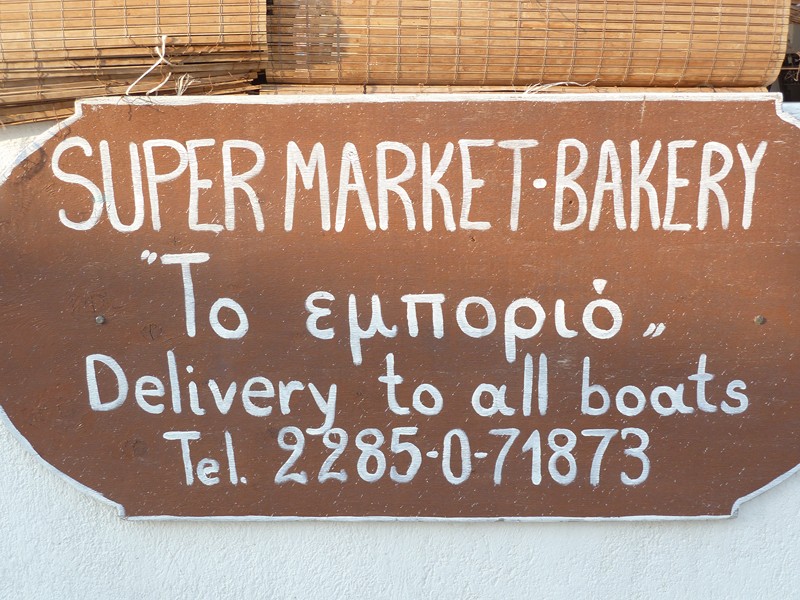 SUPER MARKET·BAKERY
"Το εμποριό„
Delivery to all boats
Tel. 2285-0-71873